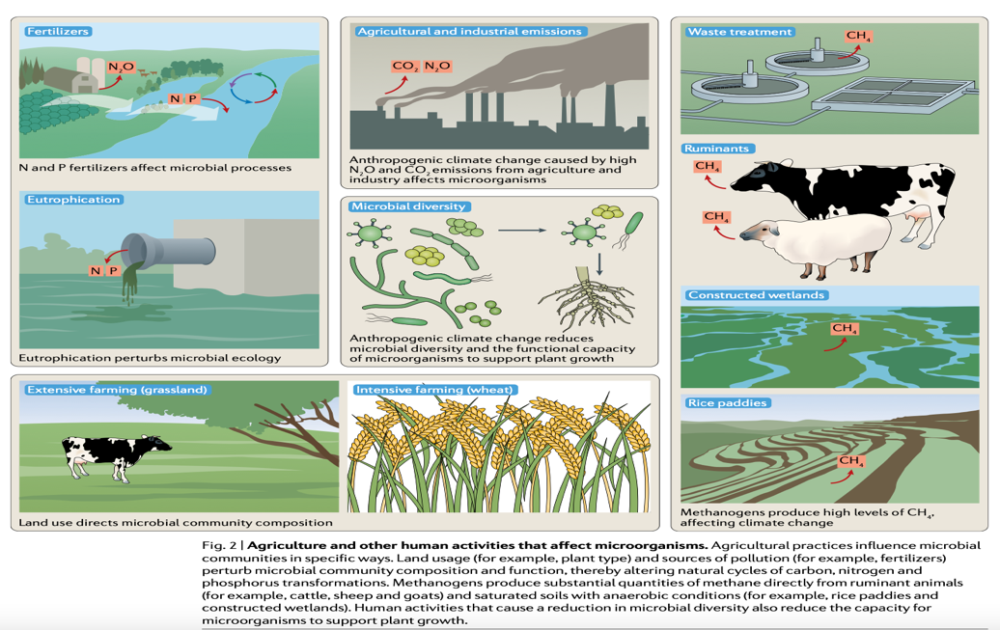 Fertilizers
N₂O
N P
N and P fertilizers affect microbial processes
Eutrophication
N P
Eutrophication perturbs microbial ecology
Agricultural and industrial emissions
CO₂ N₂O
Anthropogenic climate change caused by high
N₂O and CO₂ emissions from agriculture and
industry affects microorganisms
Microbial diversity
Anthropogenic climate change reduces
microbial diversity and the functional capacity
of microorganisms to support plant growth
Extensive farming (grassland)
Intensive farming (wheat)
Land use directs microbial community composition
Waste treatment
CH₄
Ruminants
CH₄
CH₄
Constructed wetlands
CH₄
Rice paddies
CH₄
Methanogens produce high levels of CH₄,
affecting climate change
Fig. 2 | Agriculture and other human activities that affect microorganisms. Agricultural practices influence microbial
communities in specific ways. Land usage (for example, plant type) and sources of pollution (for example, fertilizers)
perturb microbial community composition and function, thereby altering natural cycles of carbon, nitrogen and
phosphorus transformations. Methanogens produce substantial quantities of methane directly from ruminant animals
(for example, cattle, sheep and goats) and saturated soils with anaerobic conditions (for example, rice paddies and
constructed wetlands). Human activities that cause a reduction in microbial diversity also reduce the capacity for
microorganisms to support plant growth.